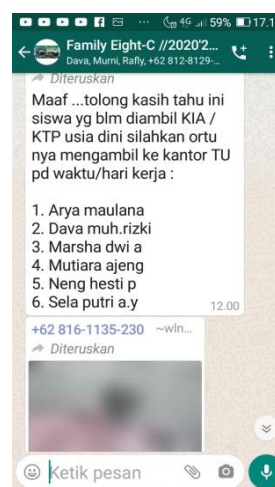 59% 17.1
Family Eight-C //2020'2...
Dava, Murni, Rafly, +62 812-8129-...
Diteruskan
Maaf ...tolong kasih tahu ini
siswa yg blm diambil KIA /
KTP usia dini silahkan ortu
nya mengambil ke kantor TU
pd waktu/hari kerja :
1. Arya maulana
2. Dava muh.rizki
3. Marsha dwi a
4. Mutiara ajeng
5. Neng hesti p
6. Sela putri a.y
12.00
+62 816-1135-230 ~wln...
Diteruskan
Ketik pesan